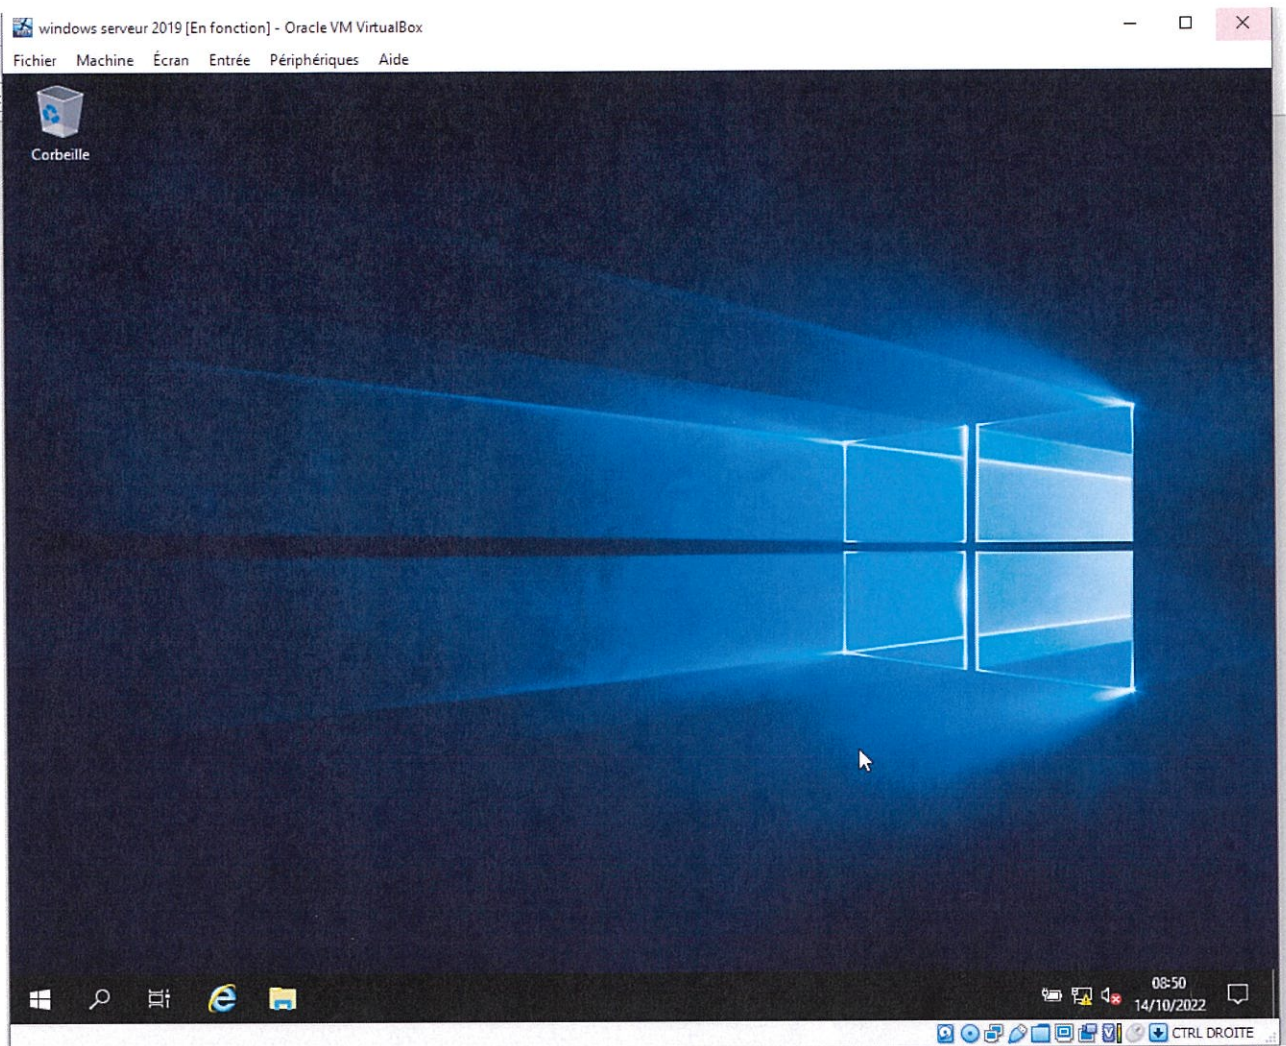 windows serveur 2019 [En fonction] - Oracle VM VirtualBox
Fichier Machine Écran Entrée Périphériques Aide
Corbeille
08:50
14/10/2022
CTRL DROITE